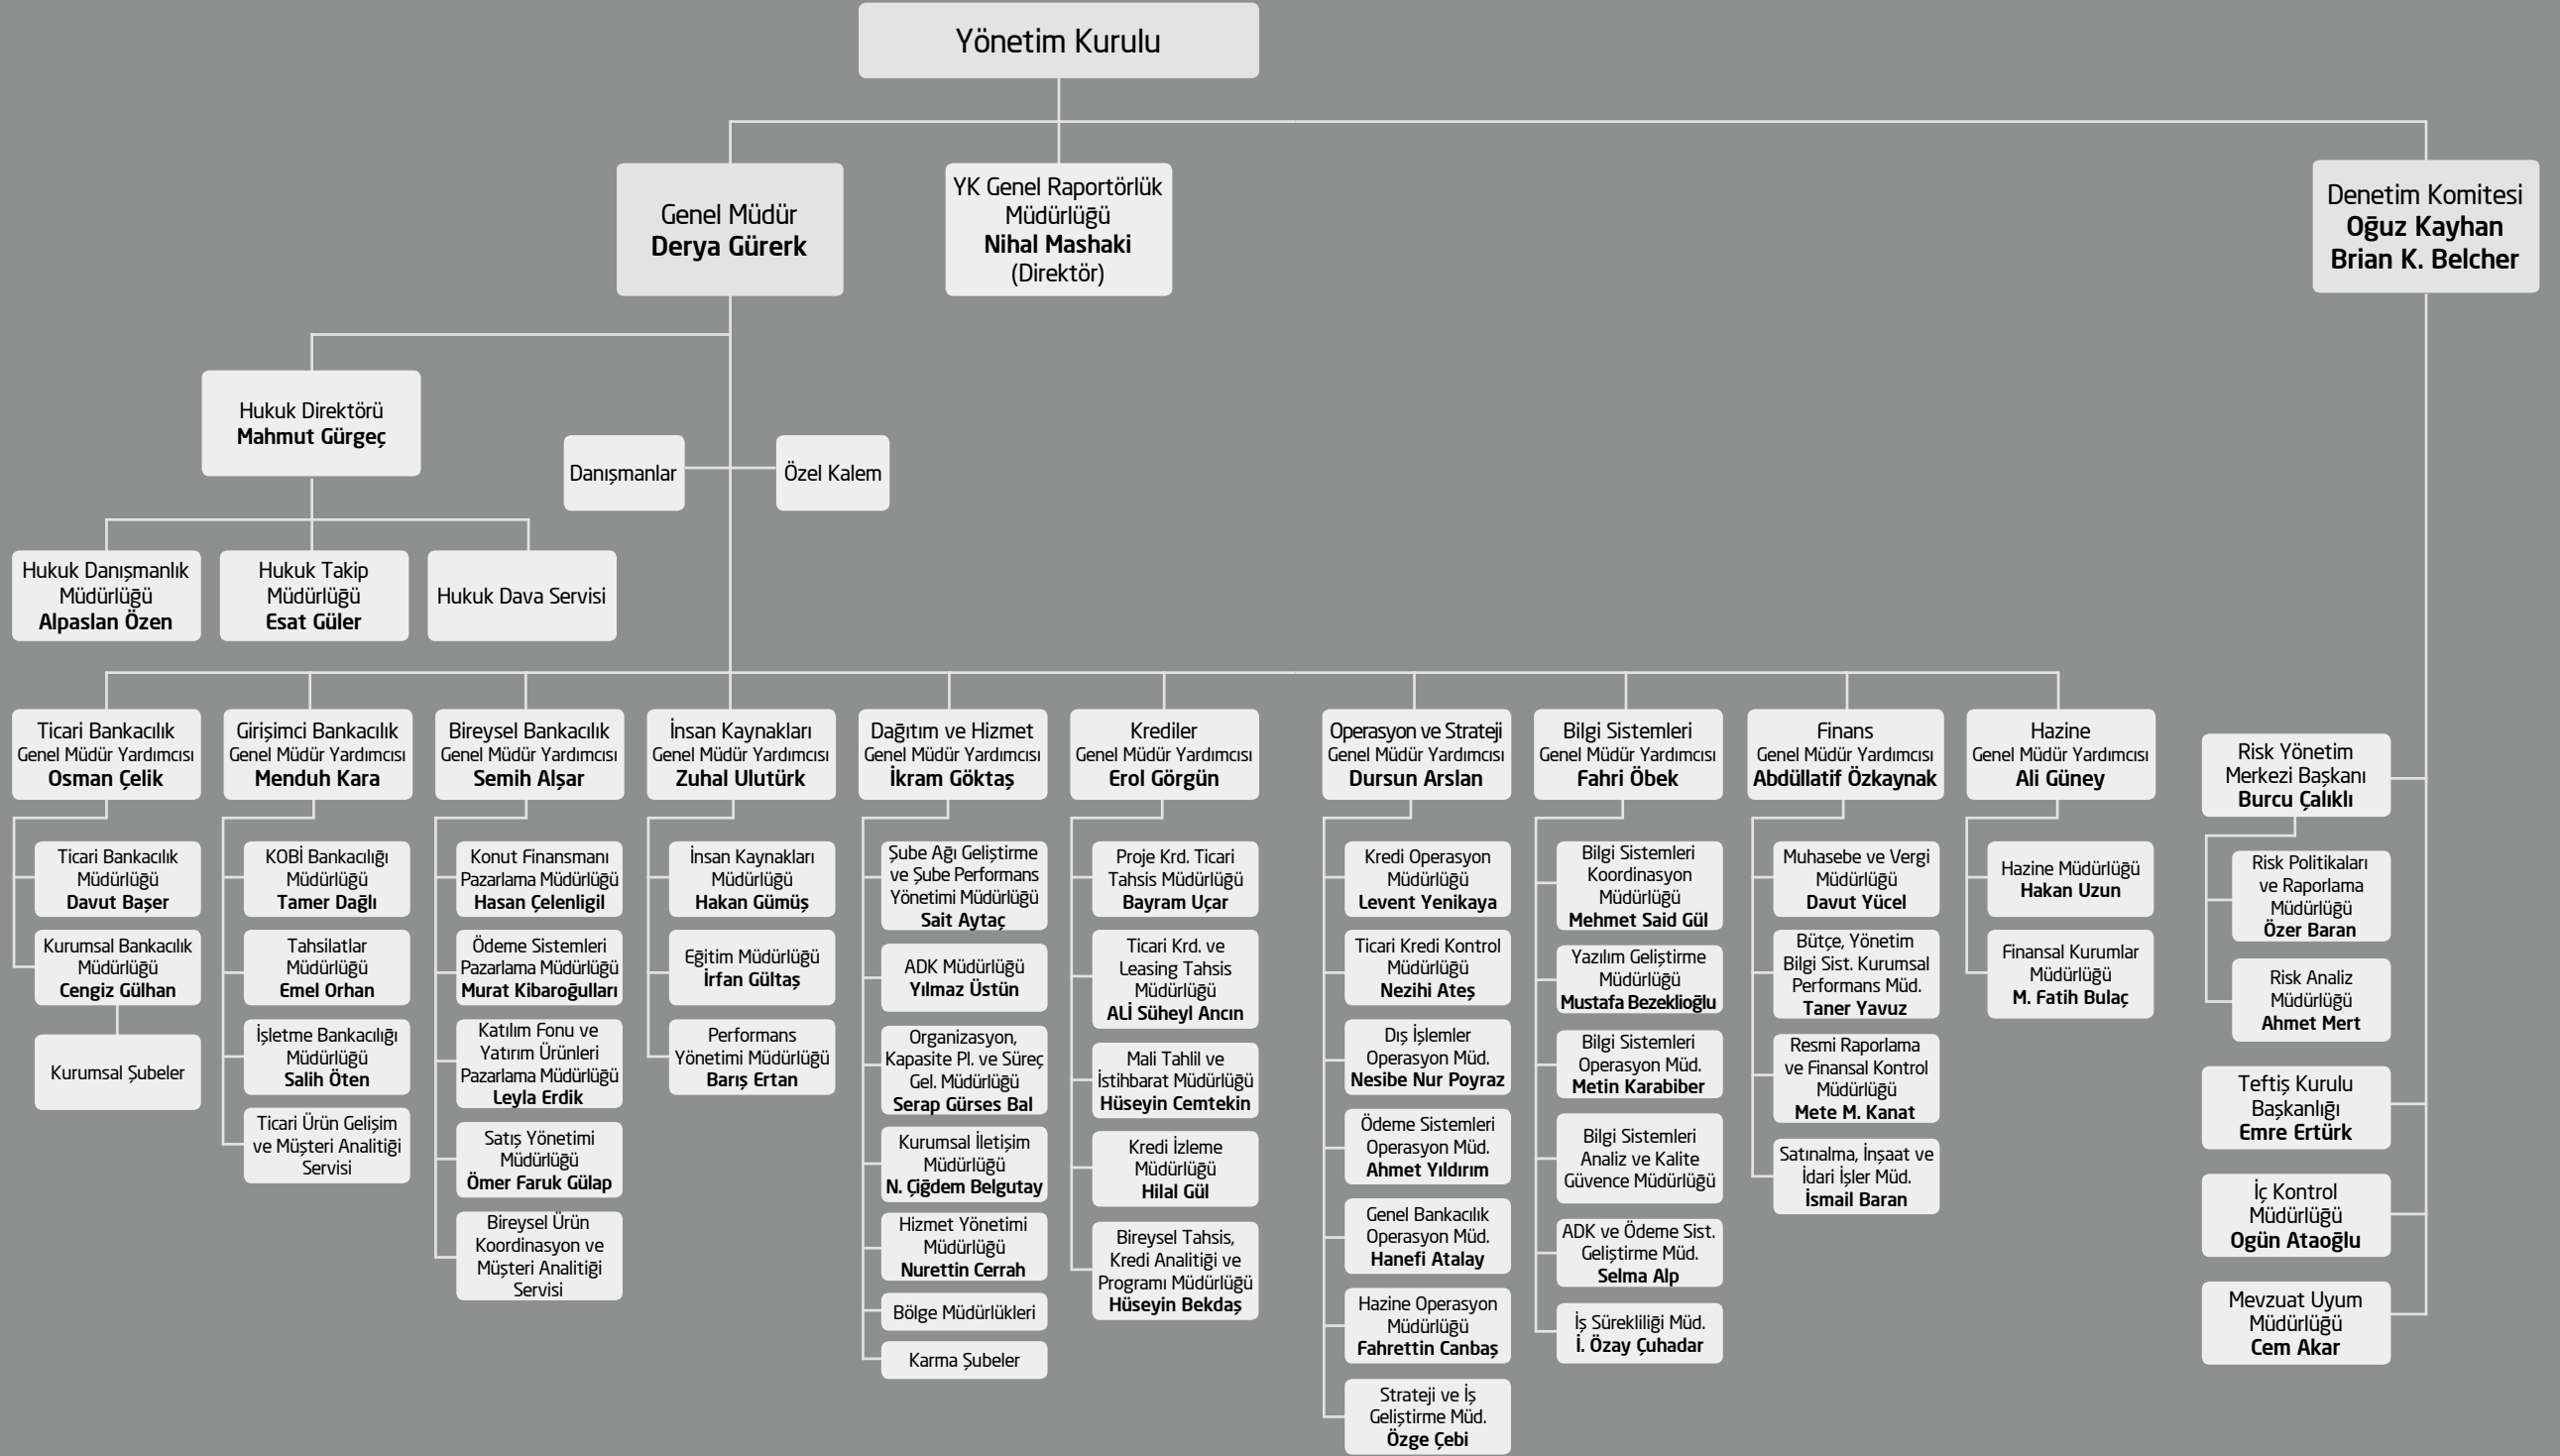 Yönetim Kurulu
Genel Müdür
Derya Gürerk
YK Genel Raportörlük
Müdürlüğü
Nihal Mashaki
(Direktör)
Denetim Komitesi
Oğuz Kayhan
Brian K. Belcher
Hukuk Direktörü
Mahmut Gürgeç
Danışmanlar
Özel Kalem
Hukuk Danışmanlık
Müdürlüğü
Alpaslan Özen
Hukuk Takip
Müdürlüğü
Esat Güler
Hukuk Dava Servisi
Ticari Bankacılık
Genel Müdür Yardımcısı
Osman Çelik
Ticari Bankacılık
Müdürlüğü
Davut Başer
Kurumsal Bankacılık
Müdürlüğü
Cengiz Gülhan
Kurumsal Şubeler
Girişimci Bankacılık
Genel Müdür Yardımcısı
Menduh Kara
KOBİ Bankacılığı
Müdürlüğü
Tamer Dağlı
Tahsilatlar
Müdürlüğü
Emel Orhan
İşletme Bankacılığı
Müdürlüğü
Salih Öten
Ticari Ürün Gelişim
ve Müşteri Analitiği
Servisi
Bireysel Bankacılık
Genel Müdür Yardımcısı
Semih Alşar
Konut Finansmanı
Pazarlama Müdürlüğü
Hasan Çelenligil
Ödeme Sistemleri
Pazarlama Müdürlüğü
Murat Kibaroğulları
Katılım Fonu ve
Yatırım Ürünleri
Pazarlama Müdürlüğü
Leyla Erdik
Satış Yönetimi
Müdürlüğü
Ömer Faruk Gülap
Bireysel Ürün
Koordinasyon ve
Müşteri Analitiği
Servisi
İnsan Kaynakları
Genel Müdür Yardımcısı
Zuhal Ulutürk
İnsan Kaynakları
Müdürlüğü
Hakan Gümüş
Eğitim Müdürlüğü
İrfan Gültaş
Performans
Yönetimi Müdürlüğü
Barış Ertan
Dağıtım ve Hizmet
Genel Müdür Yardımcısı
İkram Göktaş
Şube Ağı Geliştirme
ve Şube Performans
Yönetimi Müdürlüğü
Sait Aytaç
ADK Müdürlüğü
Yılmaz Üstün
Organizasyon,
Kapasite Pl. ve Süreç
Gel. Müdürlüğü
Serap Gürses Bal
Kurumsal İletişim
Müdürlüğü
N. Çiğdem Belgutay
Hizmet Yönetimi
Müdürlüğü
Nurettin Cerrah
Bölge Müdürlükleri
Karma Şubeler
Krediler
Genel Müdür Yardımcısı
Erol Görgün
Proje Krd. Ticari
Tahsis Müdürlüğü
Bayram Uçar
Ticari Krd. ve
Leasing Tahsis
Müdürlüğü
ALİ Süheyl Ancın
Mali Tahlil ve
İstihbarat Müdürlüğü
Hüseyin Cemtekin
Kredi İzleme
Müdürlüğü
Hilal Gül
Bireysel Tahsis,
Kredi Analitiği ve
Programı Müdürlüğü
Hüseyin Bekdaş
Operasyon ve Strateji
Genel Müdür Yardımcısı
Dursun Arslan
Kredi Operasyon
Müdürlüğü
Levent Yenikaya
Ticari Kredi Kontrol
Müdürlüğü
Nezihi Ateş
Dış İşlemler
Operasyon Müd.
Nesibe Nur Poyraz
Ödeme Sistemleri
Operasyon Müd.
Ahmet Yıldırım
Genel Bankacılık
Operasyon Müd.
Hanefi Atalay
Hazine Operasyon
Müdürlüğü
Fahrettin Canbaş
Strateji ve İş
Geliştirme Müd.
Özge Çebi
Bilgi Sistemleri
Genel Müdür Yardımcısı
Fahri Öbek
Bilgi Sistemleri
Koordinasyon
Müdürlüğü
Mehmet Said Gül
Yazılım Geliştirme
Müdürlüğü
Mustafa Bezeklioğlu
Bilgi Sistemleri
Operasyon Müd.
Metin Karabiber
Bilgi Sistemleri
Analiz ve Kalite
Güvence Müdürlüğü
ADK ve Ödeme Sist.
Geliştirme Müd.
Selma Alp
İş Sürekliliği Müd.
İ. Özay Çuhadar
Finans
Genel Müdür Yardımcısı
Abdüllatif Özkaynak
Muhasebe ve Vergi
Müdürlüğü
Davut Yücel
Bütçe, Yönetim
Bilgi Sist. Kurumsal
Performans Müd.
Taner Yavuz
Resmi Raporlama
ve Finansal Kontrol
Müdürlüğü
Mete M. Kanat
Satınalma, İnşaat ve
İdari İşler Müd.
İsmail Baran
Hazine
Genel Müdür Yardımcısı
Ali Güney
Hazine Müdürlüğü
Hakan Uzun
Finansal Kurumlar
Müdürlüğü
M. Fatih Bulaç
Risk Yönetim
Merkezi Başkanı
Burcu Çalıklı
Risk Politikaları
ve Raporlama
Müdürlüğü
Özer Baran
Risk Analiz
Müdürlüğü
Ahmet Mert
Teftiş Kurulu
Başkanlığı
Emre Ertürk
İç Kontrol
Müdürlüğü
Ogün Ataoğlu
Mevzuat Uyum
Müdürlüğü
Cem Akar